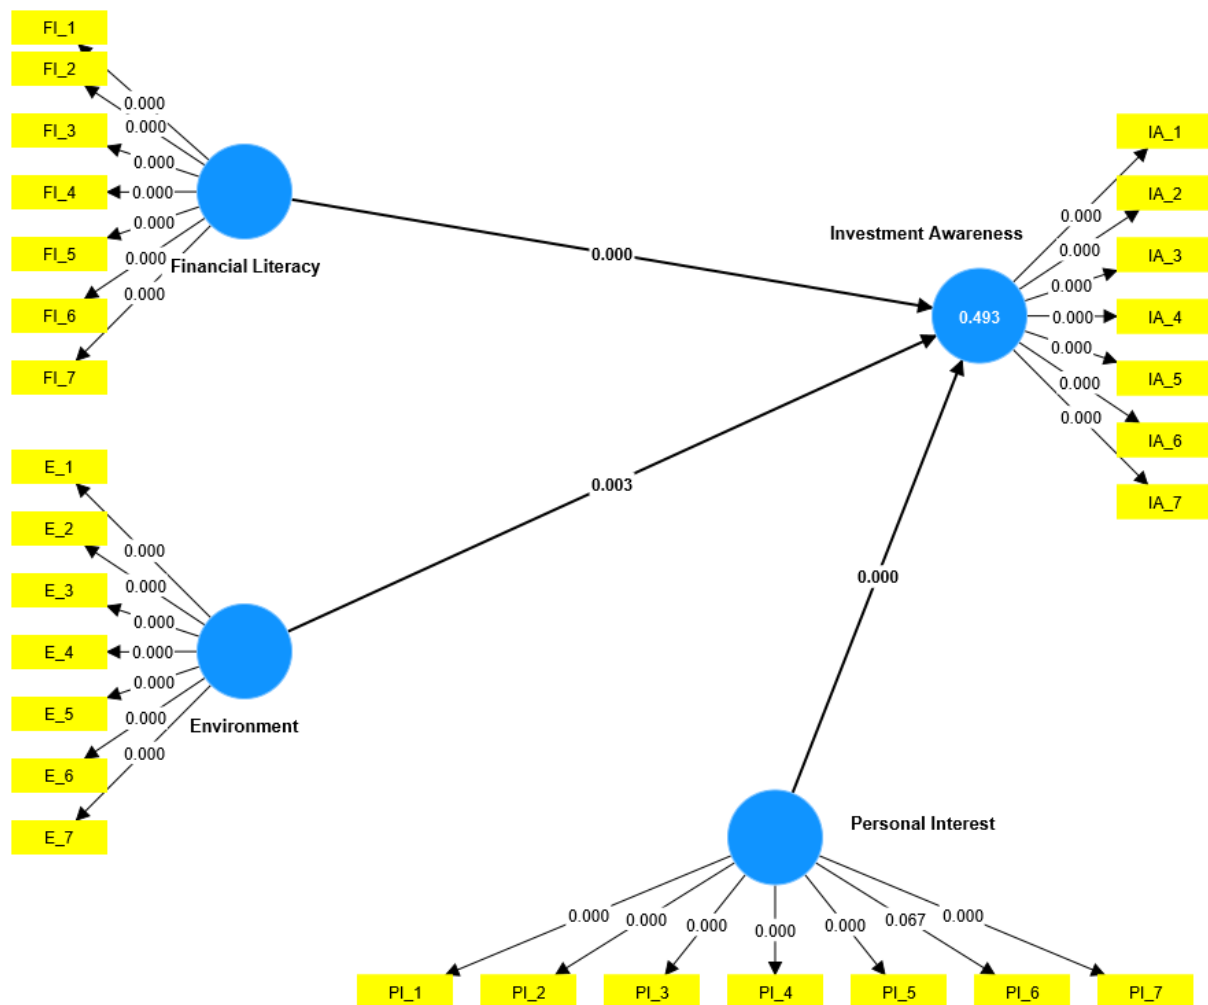 FI_1
FI_2
FI_3
FI_4
FI_5
FI_6
FI_7
0.000
0.000
0.000
0.000
0.000
0.000
0.000
Financial Literacy
0.000
E_1
E_2
E_3
E_4
E_5
E_6
E_7
0.000
0.000
0.000
0.000
0.000
0.000
0.000
Environment
0.003
Investment Awareness
0.493
0.000
0.000
0.000
0.000
0.000
0.000
0.000
IA_1
IA_2
IA_3
IA_4
IA_5
IA_6
IA_7
0.000
Personal Interest
0.000
0.000
0.000
0.000
0.000
0.067
0.000
PI_1
PI_2
PI_3
PI_4
PI_5
PI_6
PI_7